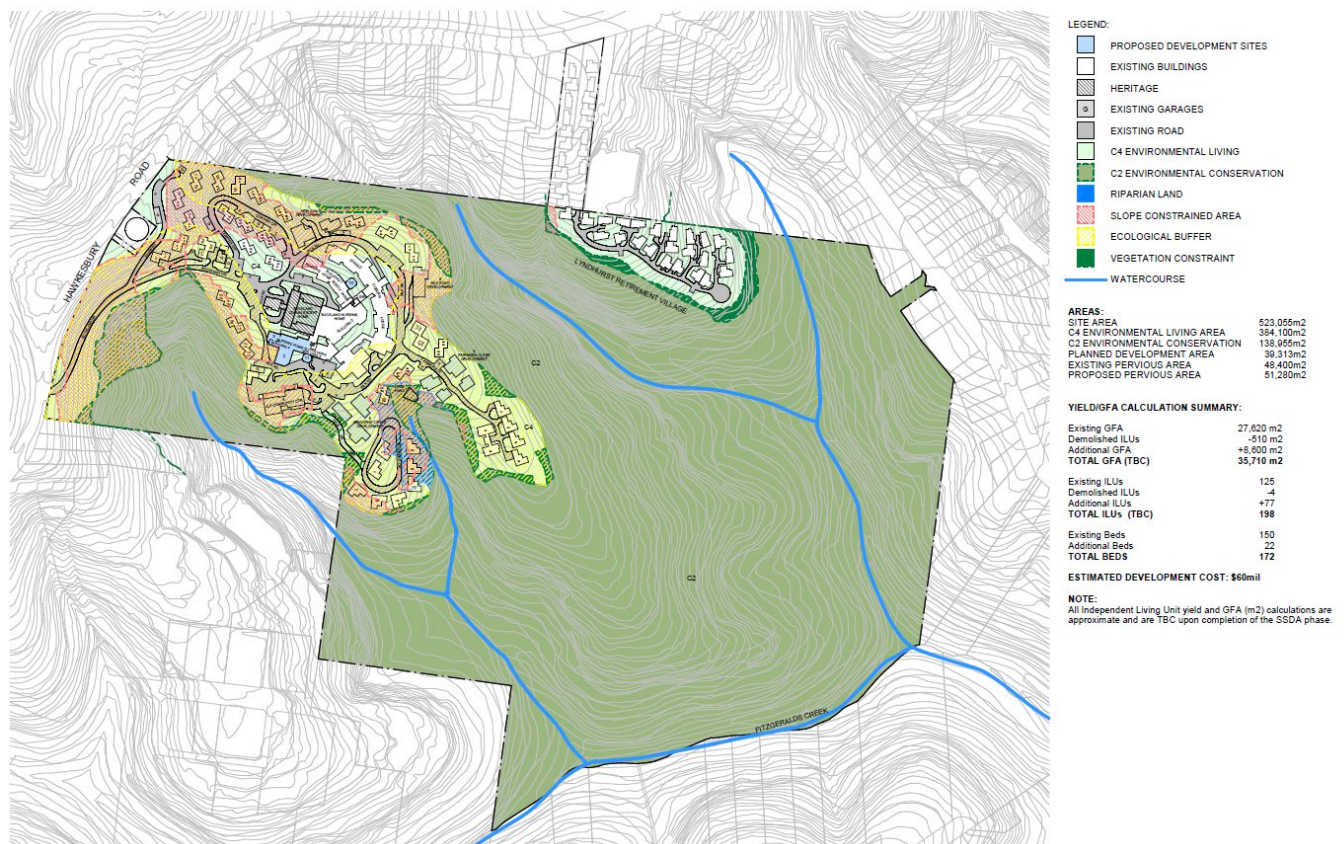 HAWKESBURY ROAD
LYNDHURST RETIREMENT VILLAGE
FITZGERALDS CREEK
C4
C4
C2
C2
LEGEND:
PROPOSED DEVELOPMENT SITES
EXISTING BUILDINGS
HERITAGE
G EXISTING GARAGES
EXISTING ROAD
C4 ENVIRONMENTAL LIVING
C2 ENVIRONMENTAL CONSERVATION
RIPARIAN LAND
SLOPE CONSTRAINED AREA
ECOLOGICAL BUFFER
VEGETATION CONSTRAINT
WATERCOURSE
AREAS:
SITE AREA 523,055m2
C4 ENVIRONMENTAL LIVING AREA 384,100m2
C2 ENVIRONMENTAL CONSERVATION 138,955m2
PLANNED DEVELOPMENT AREA 39,313m2
EXISTING PERVIOUS AREA 48,400m2
PROPOSED PERVIOUS AREA 51,280m2
YIELD/GFA CALCULATION SUMMARY:
Existing GFA 27,620 m2
Demolished ILUs -510 m2
Additional GFA +8,600 m2
TOTAL GFA (TBC) 35,710 m2
Existing ILUs 125
Demolished ILUs -4
Additional ILUs +77
TOTAL ILUs (TBC) 198
Existing Beds 150
Additional Beds 22
TOTAL BEDS 172
ESTIMATED DEVELOPMENT COST: $60mil
NOTE:
All Independent Living Unit yield and GFA (m2) calculations are
approximate and are TBC upon completion of the SSDA phase.